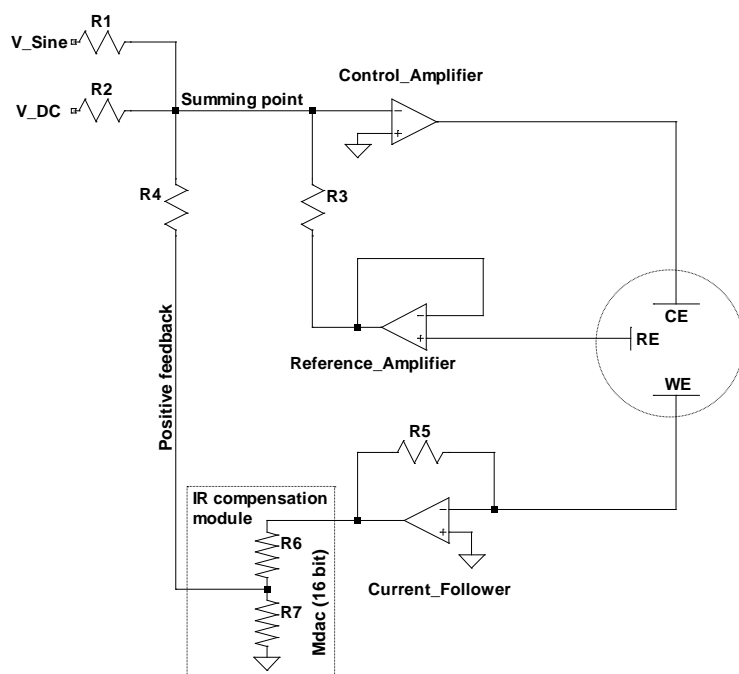 R1
V_Sine
Control_Amplifier
R2
Summing point
V_DC
−
+
R4
R3
Positive feedback
−
+
CE
RE
Reference_Amplifier
WE
R5
IR compensation
module
−
+
R6
Mdac (16 bit)
R7
Current_Follower